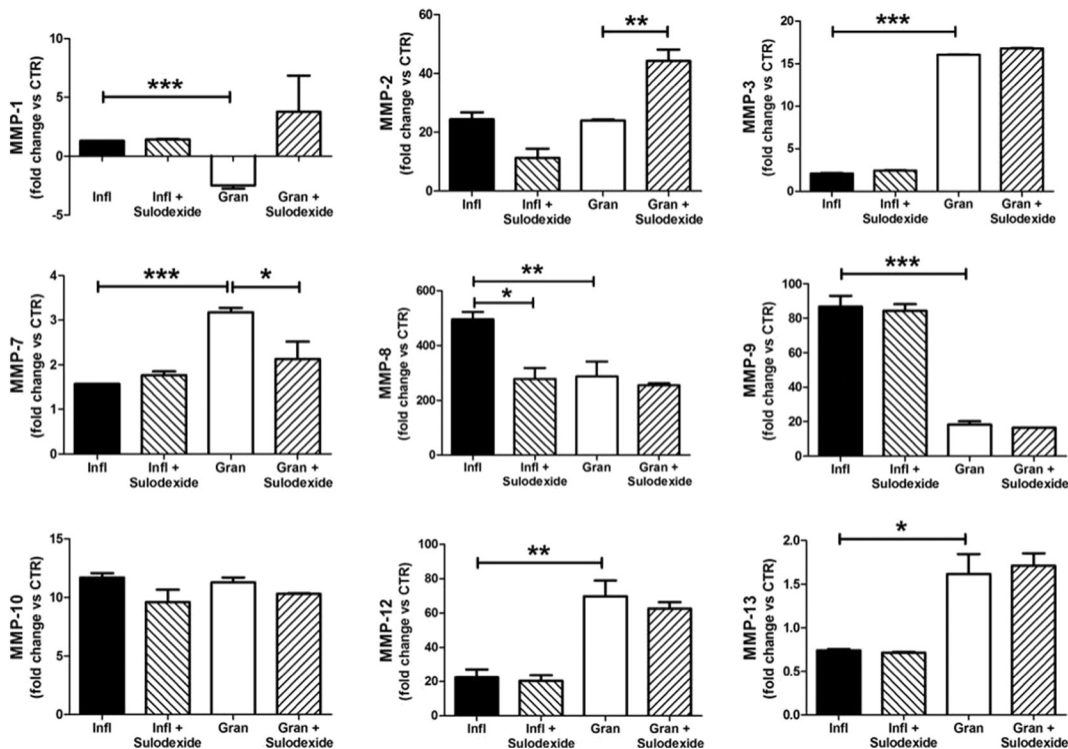 MMP-1
(fold change vs CTR)
10
5
0
-5
***
Infl
Infl +
Sulodexide
Gran
Gran +
Sulodexide
MMP-2
(fold change vs CTR)
60
40
20
0
**
Infl
Infl +
Sulodexide
Gran
Gran +
Sulodexide
MMP-3
(fold change vs CTR)
20
15
10
5
0
***
Infl
Infl +
Sulodexide
Gran
Gran +
Sulodexide
MMP-7
(fold change vs CTR)
4
3
2
1
0
***
*
Infl
Infl +
Sulodexide
Gran
Gran +
Sulodexide
MMP-8
(fold change vs CTR)
600
400
200
0
**
*
Infl
Infl +
Sulodexide
Gran
Gran +
Sulodexide
MMP-9
(fold change vs CTR)
100
80
60
40
20
0
***
Infl
Infl +
Sulodexide
Gran
Gran +
Sulodexide
MMP-10
(fold change vs CTR)
15
10
5
0
Infl
Infl +
Sulodexide
Gran
Gran +
Sulodexide
MMP-12
(fold change vs CTR)
100
80
60
40
20
0
**
Infl
Infl +
Sulodexide
Gran
Gran +
Sulodexide
MMP-13
(fold change vs CTR)
2.0
1.5
1.0
0.5
0.0
*
Infl
Infl +
Sulodexide
Gran
Gran +
Sulodexide